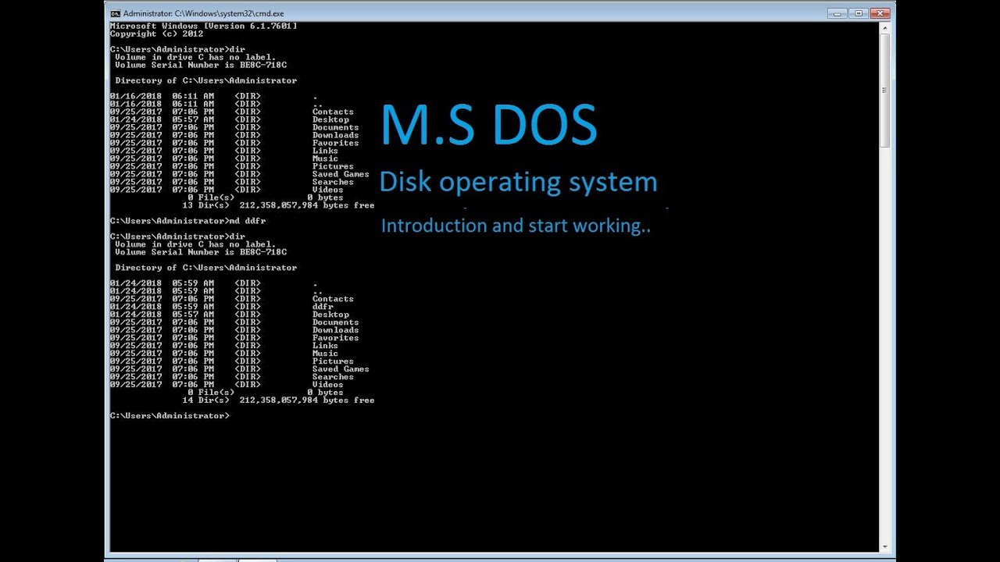 Administrator: C:\Windows\system32\cmd.exe
Microsoft Windows [Version 6.1.7601]
Copyright (c) 2012
C:\Users\Administrator>dir
Volume in drive C has no label.
Volume Serial Number is BE8C-718C
Directory of C:\Users\Administrator
01/16/2018 06:11 AM <DIR> .
01/16/2018 06:11 AM <DIR> ..
09/25/2017 07:06 PM <DIR> Contacts
01/24/2018 05:57 AM <DIR> Desktop
09/25/2017 07:06 PM <DIR> Documents
09/25/2017 07:06 PM <DIR> Downloads
09/25/2017 07:06 PM <DIR> Favorites
09/25/2017 07:06 PM <DIR> Links
09/25/2017 07:06 PM <DIR> Music
09/25/2017 07:06 PM <DIR> Pictures
09/25/2017 07:06 PM <DIR> Saved Games
09/25/2017 07:06 PM <DIR> Searches
09/25/2017 07:06 PM <DIR> Videos
0 File(s) 0 bytes
13 Dir(s) 212,358,057,984 bytes free
C:\Users\Administrator>md ddfr
C:\Users\Administrator>dir
Volume in drive C has no label.
Volume Serial Number is BE8C-718C
Directory of C:\Users\Administrator
01/24/2018 05:59 AM <DIR> .
01/24/2018 05:59 AM <DIR> ..
09/25/2017 07:06 PM <DIR> Contacts
01/24/2018 05:59 AM <DIR> ddfr
01/24/2018 05:57 AM <DIR> Desktop
09/25/2017 07:06 PM <DIR> Documents
09/25/2017 07:06 PM <DIR> Downloads
09/25/2017 07:06 PM <DIR> Favorites
09/25/2017 07:06 PM <DIR> Links
09/25/2017 07:06 PM <DIR> Music
09/25/2017 07:06 PM <DIR> Pictures
09/25/2017 07:06 PM <DIR> Saved Games
09/25/2017 07:06 PM <DIR> Searches
09/25/2017 07:06 PM <DIR> Videos
0 File(s) 0 bytes
14 Dir(s) 212,358,057,984 bytes free
C:\Users\Administrator>
M.S DOS
Disk operating system
Introduction and start working..